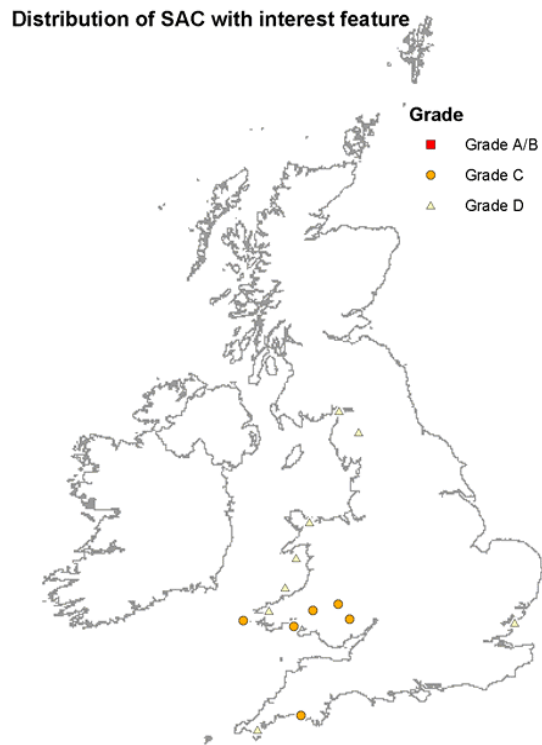 Distribution of SAC with interest feature
Grade
Grade A/B
Grade C
Grade D